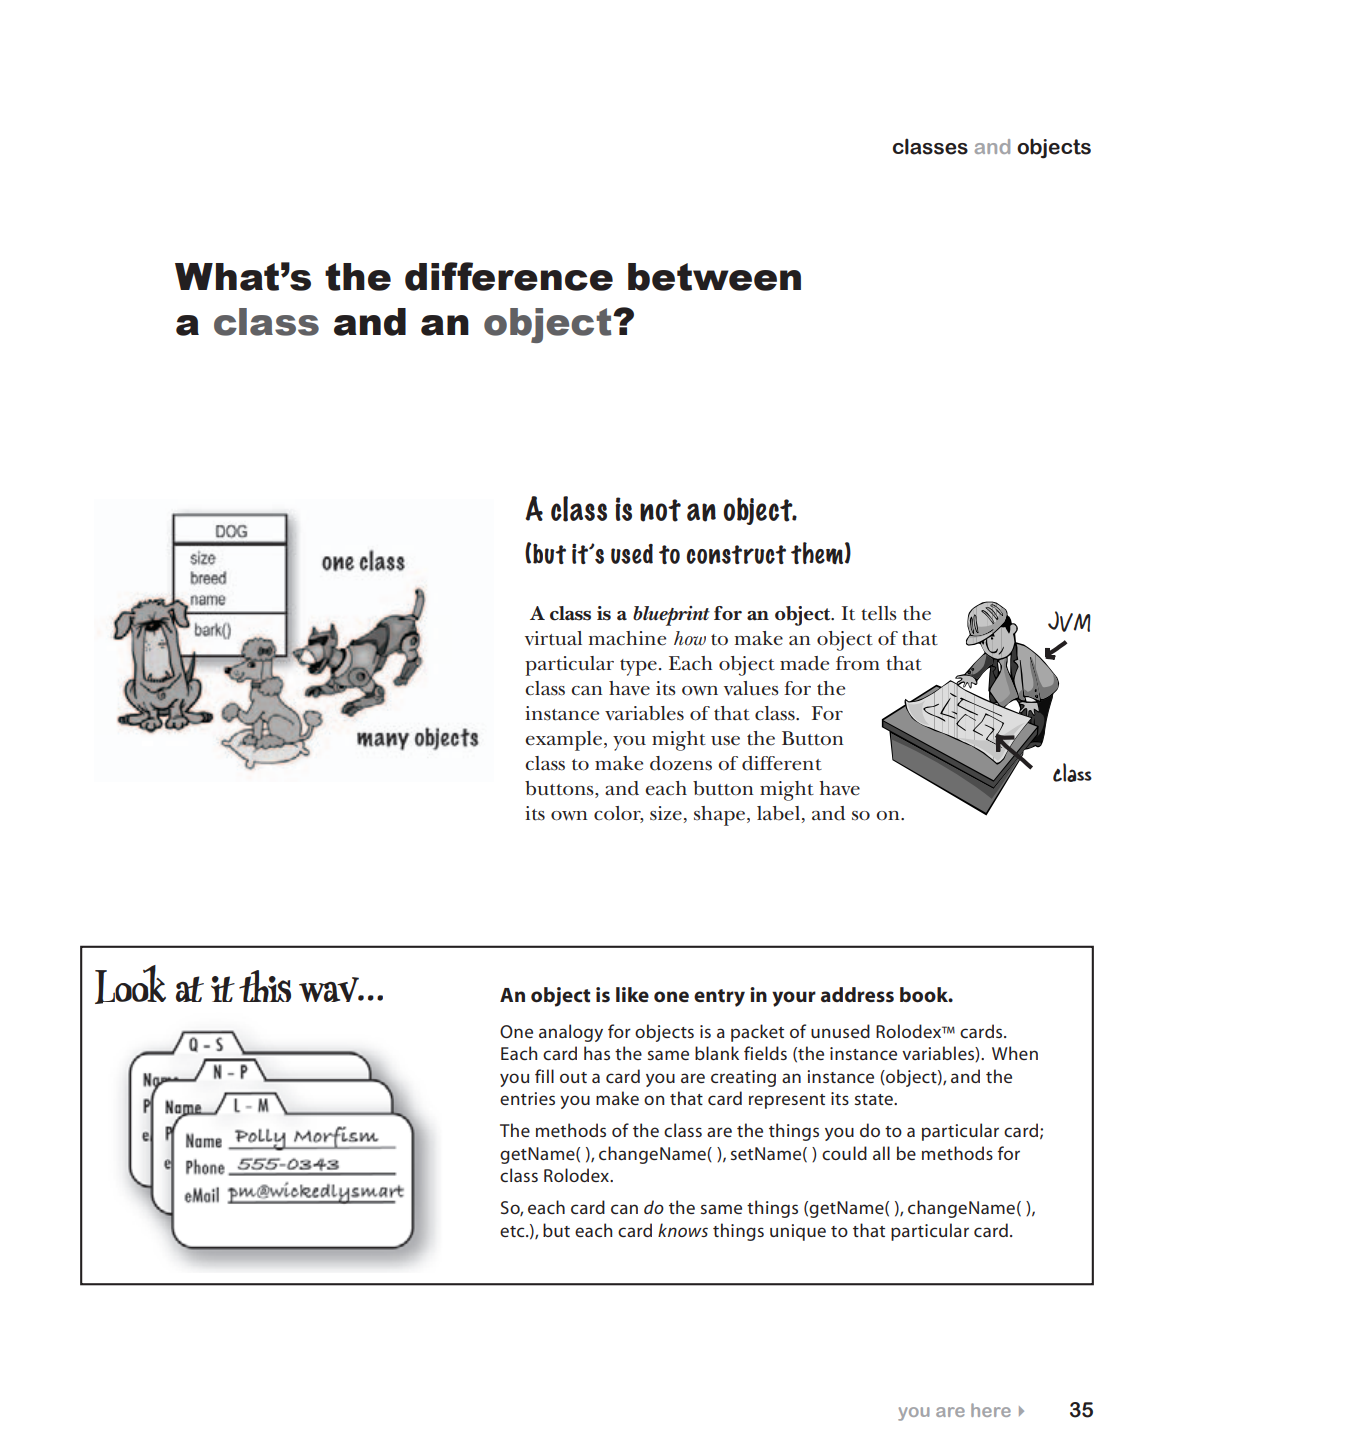 classes and objects
What's the difference between
a class and an object?
DOG
size
breed
name
bark()
one class
many objects
A class is not an object.
(but it's used to construct them)
A class is a blueprint for an object. It tells the
virtual machine how to make an object of that
particular type. Each object made from that
class can have its own values for the
instance variables of that class. For
example, you might use the Button
class to make dozens of different
buttons, and each button might have
its own color, size, shape, label, and so on.
JVM
class
Look at it this way...
Q - S
N - P
Name
L - M
Name Polly Morfism
Phone 555-0343
eMail pm@wickedlysmart
An object is like one entry in your address book.
One analogy for objects is a packet of unused Rolodex™ cards.
Each card has the same blank fields (the instance variables). When
you fill out a card you are creating an instance (object), and the
entries you make on that card represent its state.
The methods of the class are the things you do to a particular card;
getName( ), changeName( ), setName( ) could all be methods for
class Rolodex.
So, each card can do the same things (getName( ), changeName( ),
etc.), but each card knows things unique to that particular card.
you are here
35